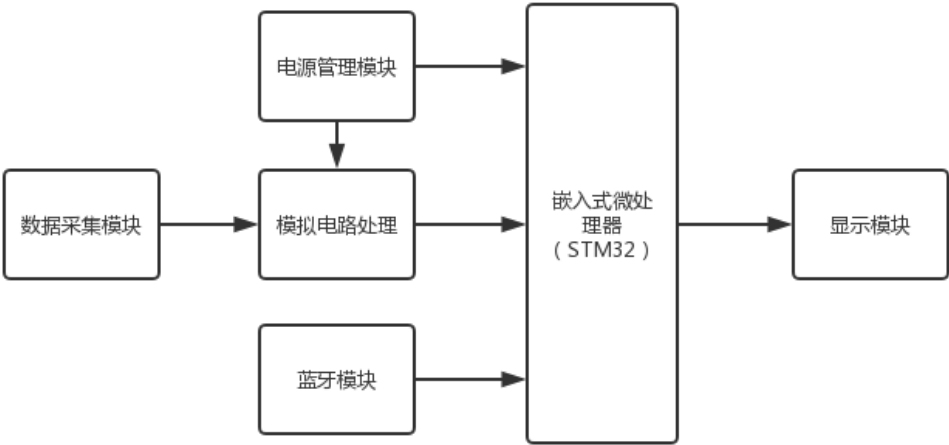 电源管理模块
数据采集模块
模拟电路处理
嵌入式微处
理器
（STM32）
显示模块
蓝牙模块